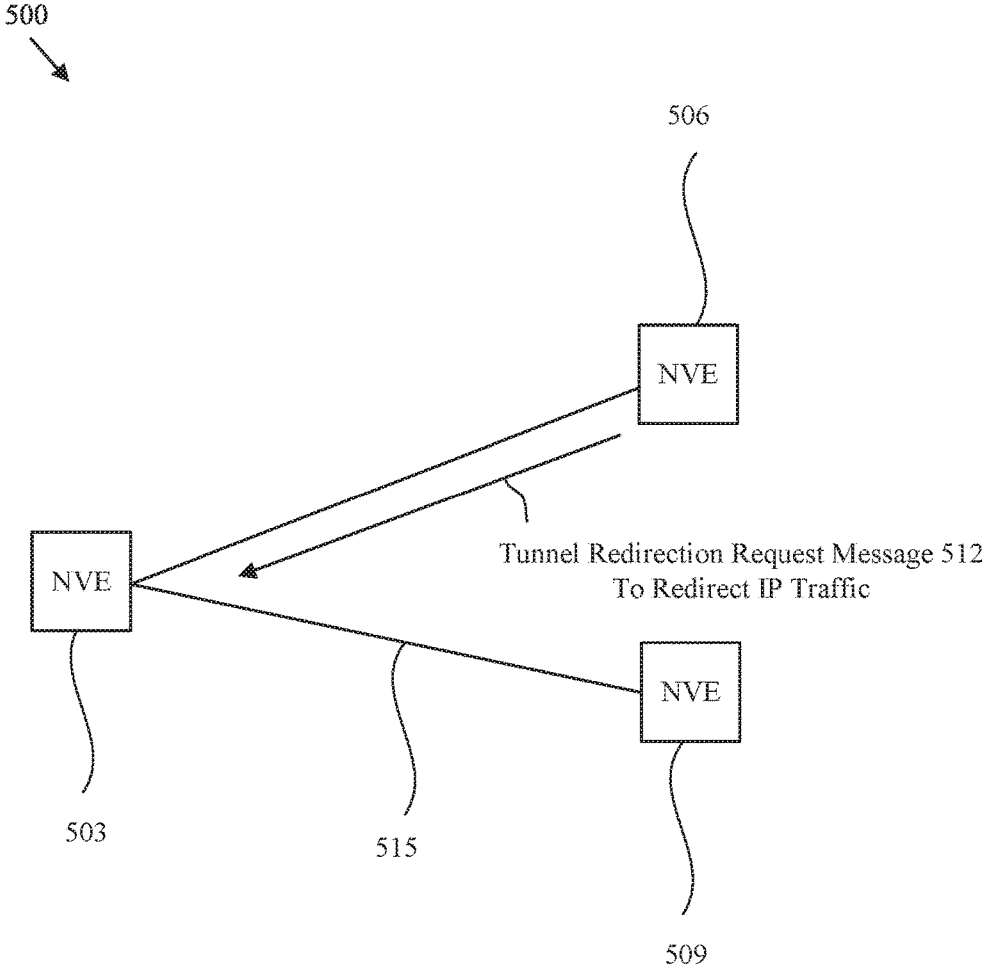 500
506
NVE
Tunnel Redirection Request Message 512
To Redirect IP Traffic
NVE
NVE
503
515
509